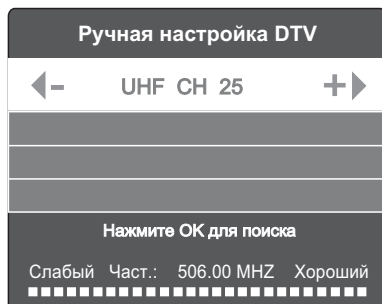 Ручная настройка DTV
- UHF CH 25 +
Нажмите OK для поиска
Слабый Част.: 506.00 MHZ Хороший